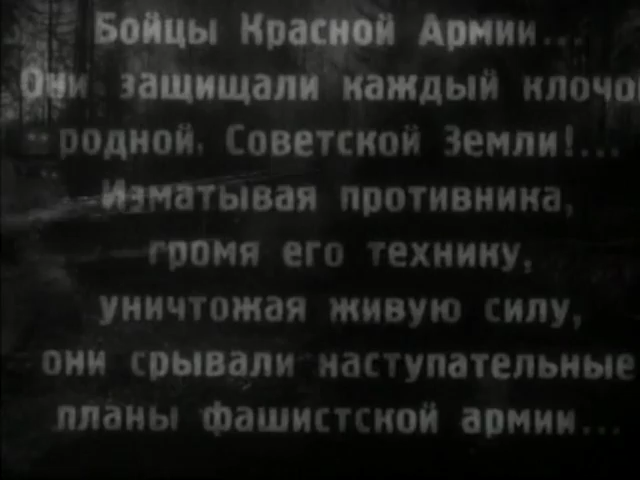 Бойцы Красной Армии...
Они защищали каждый клочо
родной, Советской Земли!...
Изматывая противника,
громя его технику,
уничтожая живую силу,
они срывали наступательные
планы фашистской армии...